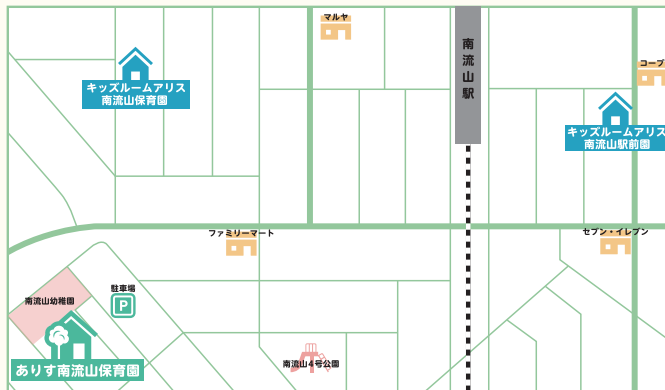 マルヤ
南流山駅
コープ
キッズルームアリス
南流山保育園
キッズルームアリス
南流山駅前園
ファミリーマート
セブン・イレブン
駐車場
P
南流山幼稚園
南流山4号公園
ありす南流山保育園